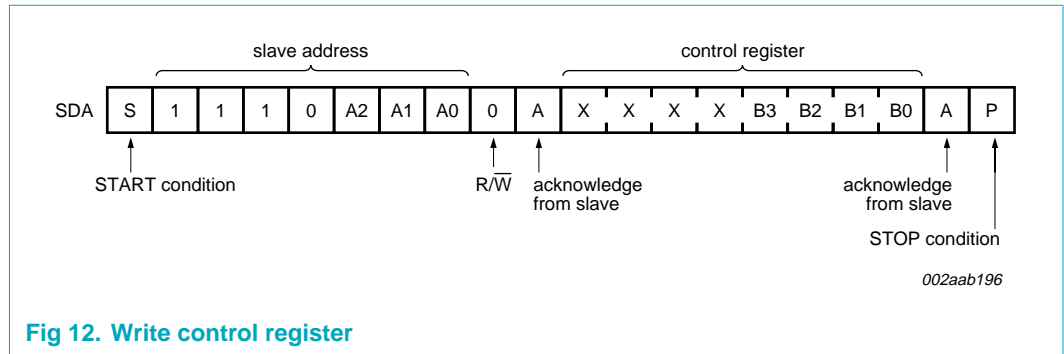 slave address
control register
SDA S 1 1 1 0 A2 A1 A0 0 A X X X X B3 B2 B1 B0 A P
START condition
R/W̅
acknowledge
from slave
acknowledge
from slave
STOP condition
002aab196
Fig 12. Write control register